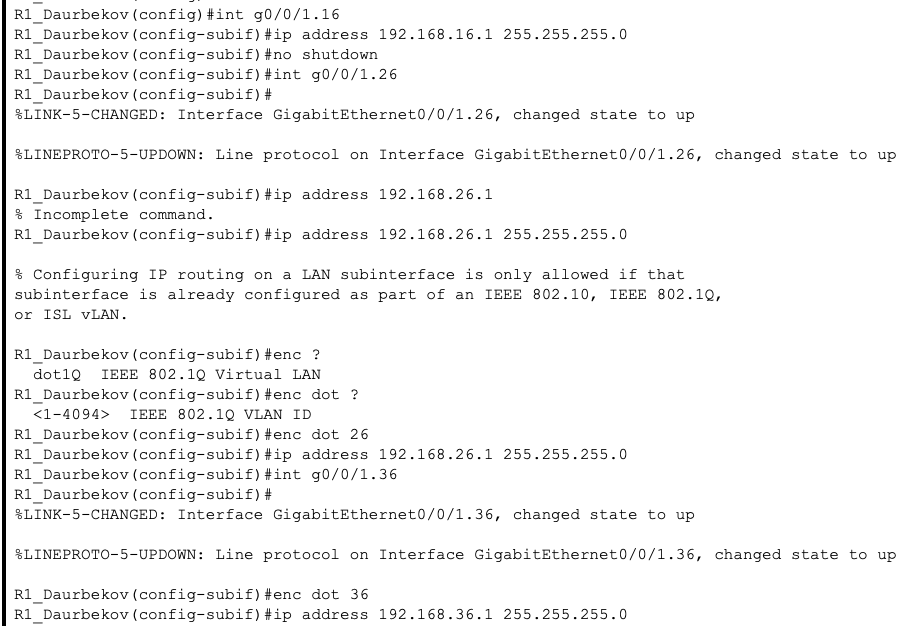 R1_Daurbekov(config)#int g0/0/1.16
R1_Daurbekov(config-subif)#ip address 192.168.16.1 255.255.255.0
R1_Daurbekov(config-subif)#no shutdown
R1_Daurbekov(config-subif)#int g0/0/1.26
R1_Daurbekov(config-subif)#
%LINK-5-CHANGED: Interface GigabitEthernet0/0/1.26, changed state to up
%LINEPROTO-5-UPDOWN: Line protocol on Interface GigabitEthernet0/0/1.26, changed state to up
R1_Daurbekov(config-subif)#ip address 192.168.26.1
% Incomplete command.
R1_Daurbekov(config-subif)#ip address 192.168.26.1 255.255.255.0
% Configuring IP routing on a LAN subinterface is only allowed if that
subinterface is already configured as part of an IEEE 802.10, IEEE 802.1Q,
or ISL vLAN.
R1_Daurbekov(config-subif)#enc ?
dot1Q IEEE 802.1Q Virtual LAN
R1_Daurbekov(config-subif)#enc dot ?
<1-4094> IEEE 802.1Q VLAN ID
R1_Daurbekov(config-subif)#enc dot 26
R1_Daurbekov(config-subif)#ip address 192.168.26.1 255.255.255.0
R1_Daurbekov(config-subif)#int g0/0/1.36
R1_Daurbekov(config-subif)#
%LINK-5-CHANGED: Interface GigabitEthernet0/0/1.36, changed state to up
%LINEPROTO-5-UPDOWN: Line protocol on Interface GigabitEthernet0/0/1.36, changed state to up
R1_Daurbekov(config-subif)#enc dot 36
R1_Daurbekov(config-subif)#ip address 192.168.36.1 255.255.255.0